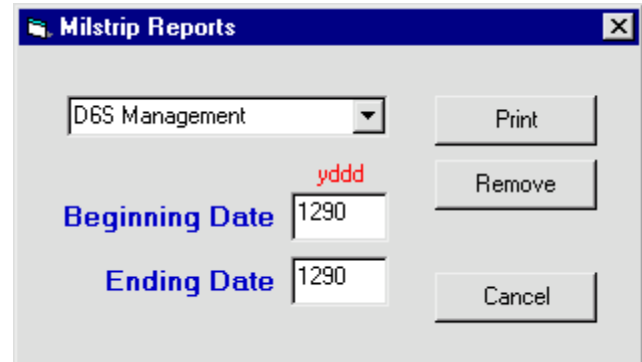 Milstrip Reports
D6S Management
Print
yddd
Remove
Beginning Date 1290
Ending Date 1290
Cancel